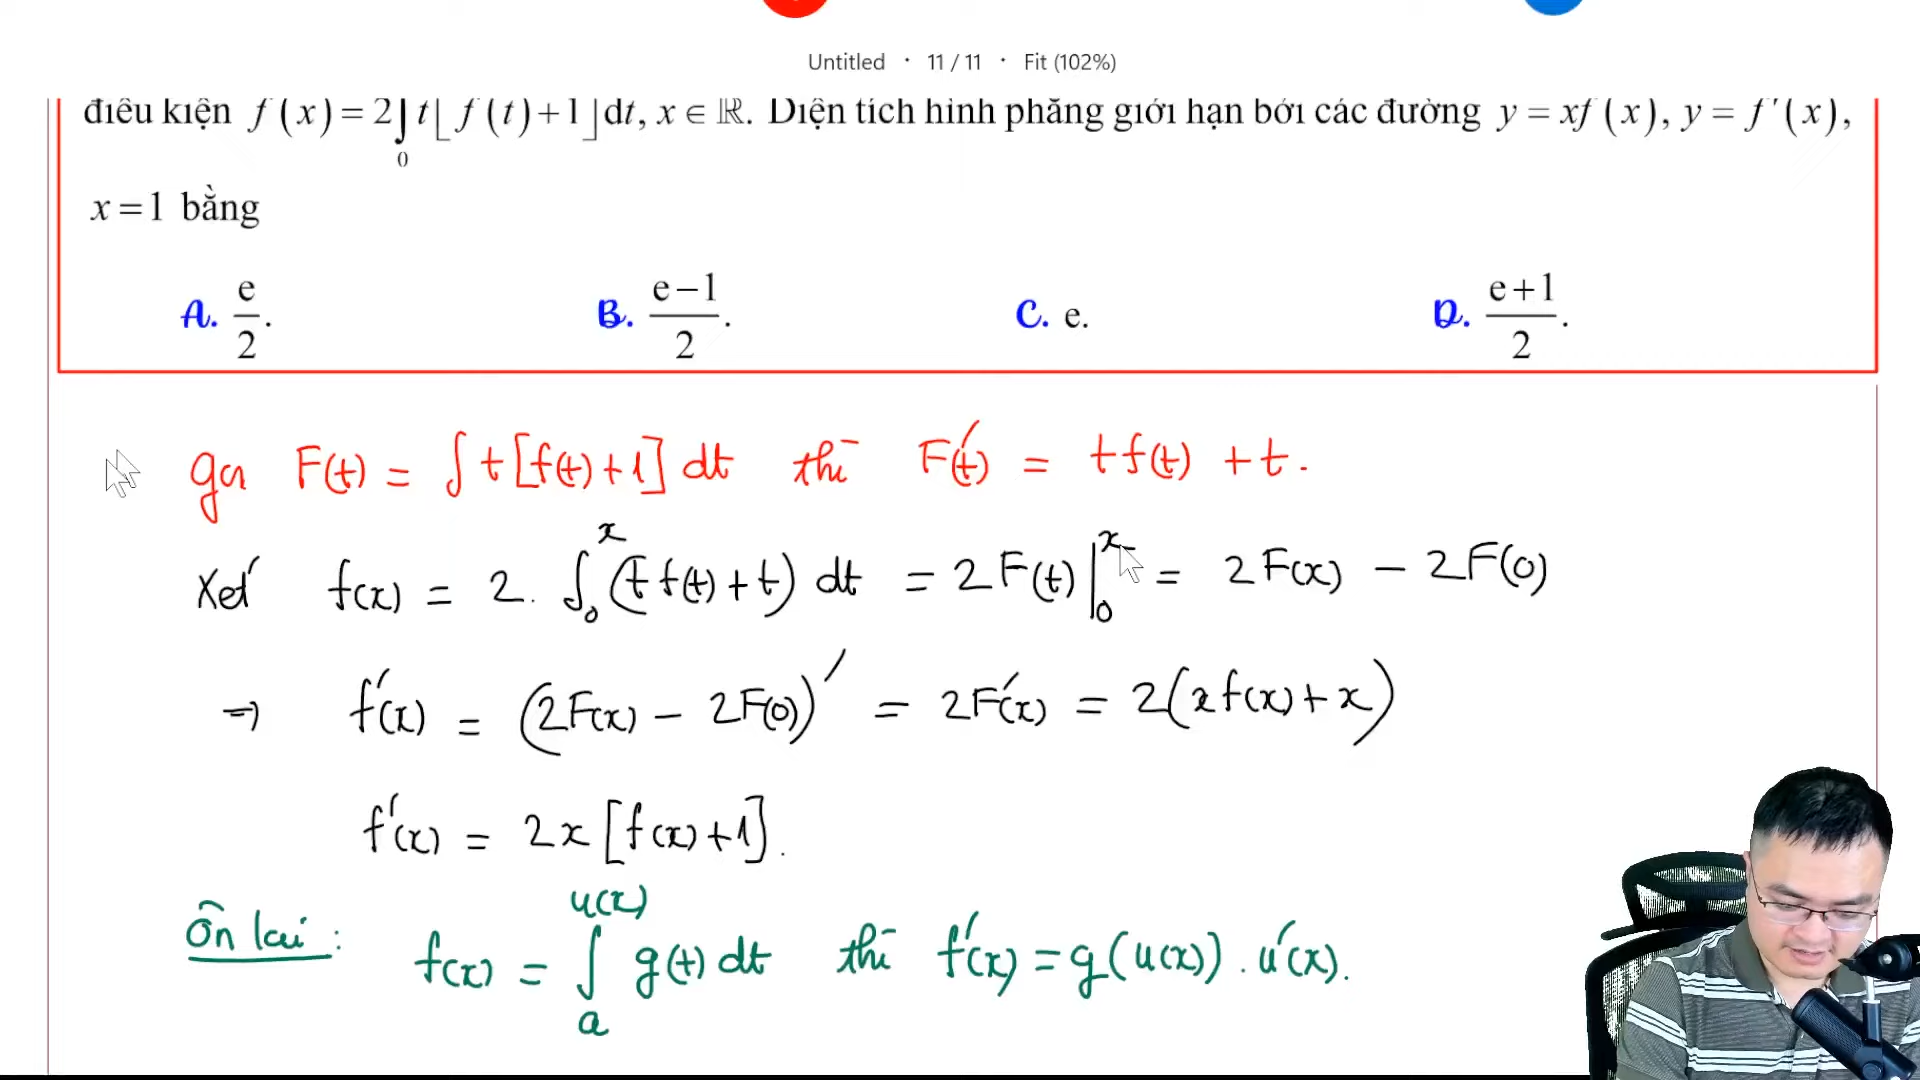 Untitled · 11 / 11 · Fit (102%)
điều kiện f(x) = 2∫₀ t[f(t)+1]dt, x ∈ ℝ. Diện tích hình phẳng giới hạn bởi các đường y = xf(x), y = f'(x),
x = 1 bằng
A. e/2. B. (e−1)/2. C. e. D. (e+1)/2.
Gọi F(t) = ∫ t[f(t)+1] dt thì F'(t) = tf(t) + t.
Xét f(x) = 2. ∫₀ˣ (t f(t) + t) dt = 2F(t)|₀ˣ = 2F(x) − 2F(0)
⇒ f'(x) = (2F(x) − 2F(0))' = 2F'(x) = 2(xf(x) + x)
f'(x) = 2x [f(x) + 1].
Ôn lại : f(x) = ∫ₐᵘ⁽ˣ⁾ g(t) dt thì f'(x) = g(u(x)) . u'(x).